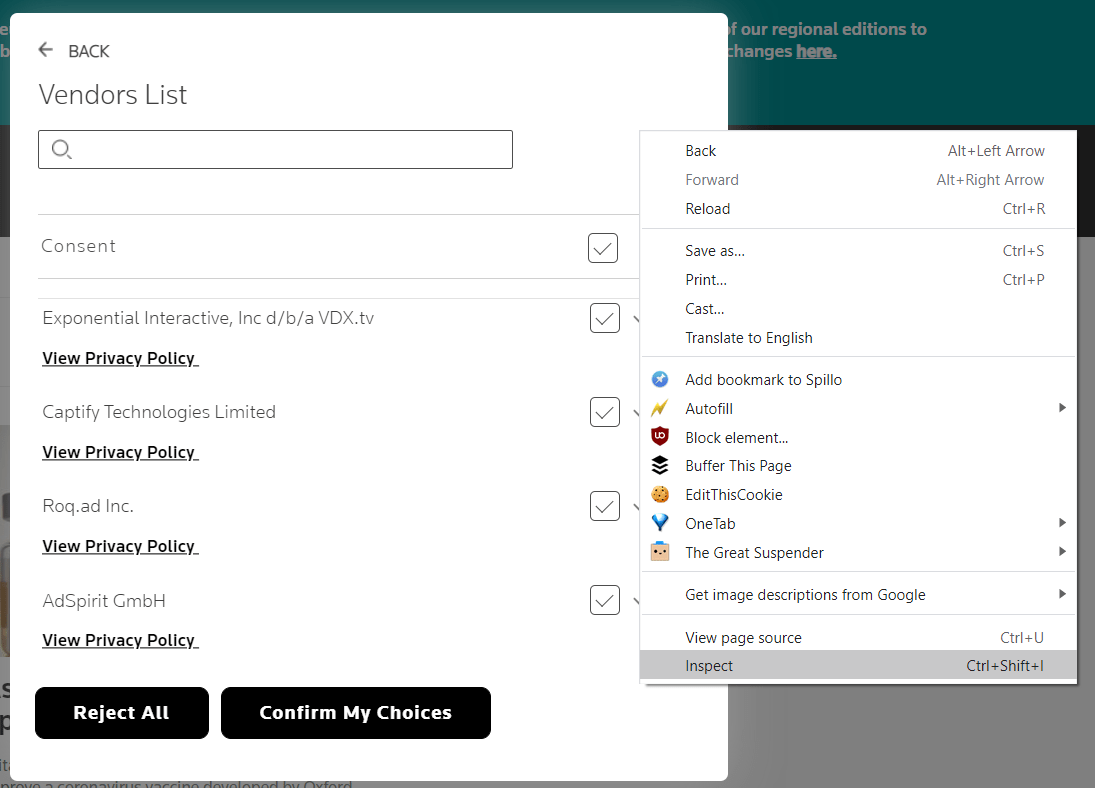 of our regional editions to
changes here.
BACK
Vendors List
Consent
Exponential Interactive, Inc d/b/a VDX.tv
View Privacy Policy
Captify Technologies Limited
View Privacy Policy
Roq.ad Inc.
View Privacy Policy
AdSpirit GmbH
View Privacy Policy
Reject All
Confirm My Choices
Back Alt+Left Arrow
Forward Alt+Right Arrow
Reload Ctrl+R
Save as... Ctrl+S
Print... Ctrl+P
Cast...
Translate to English
Add bookmark to Spillo
Autofill
Block element...
Buffer This Page
EditThisCookie
OneTab
The Great Suspender
Get image descriptions from Google
View page source Ctrl+U
Inspect Ctrl+Shift+I
a coronavirus vaccine developed by Oxford